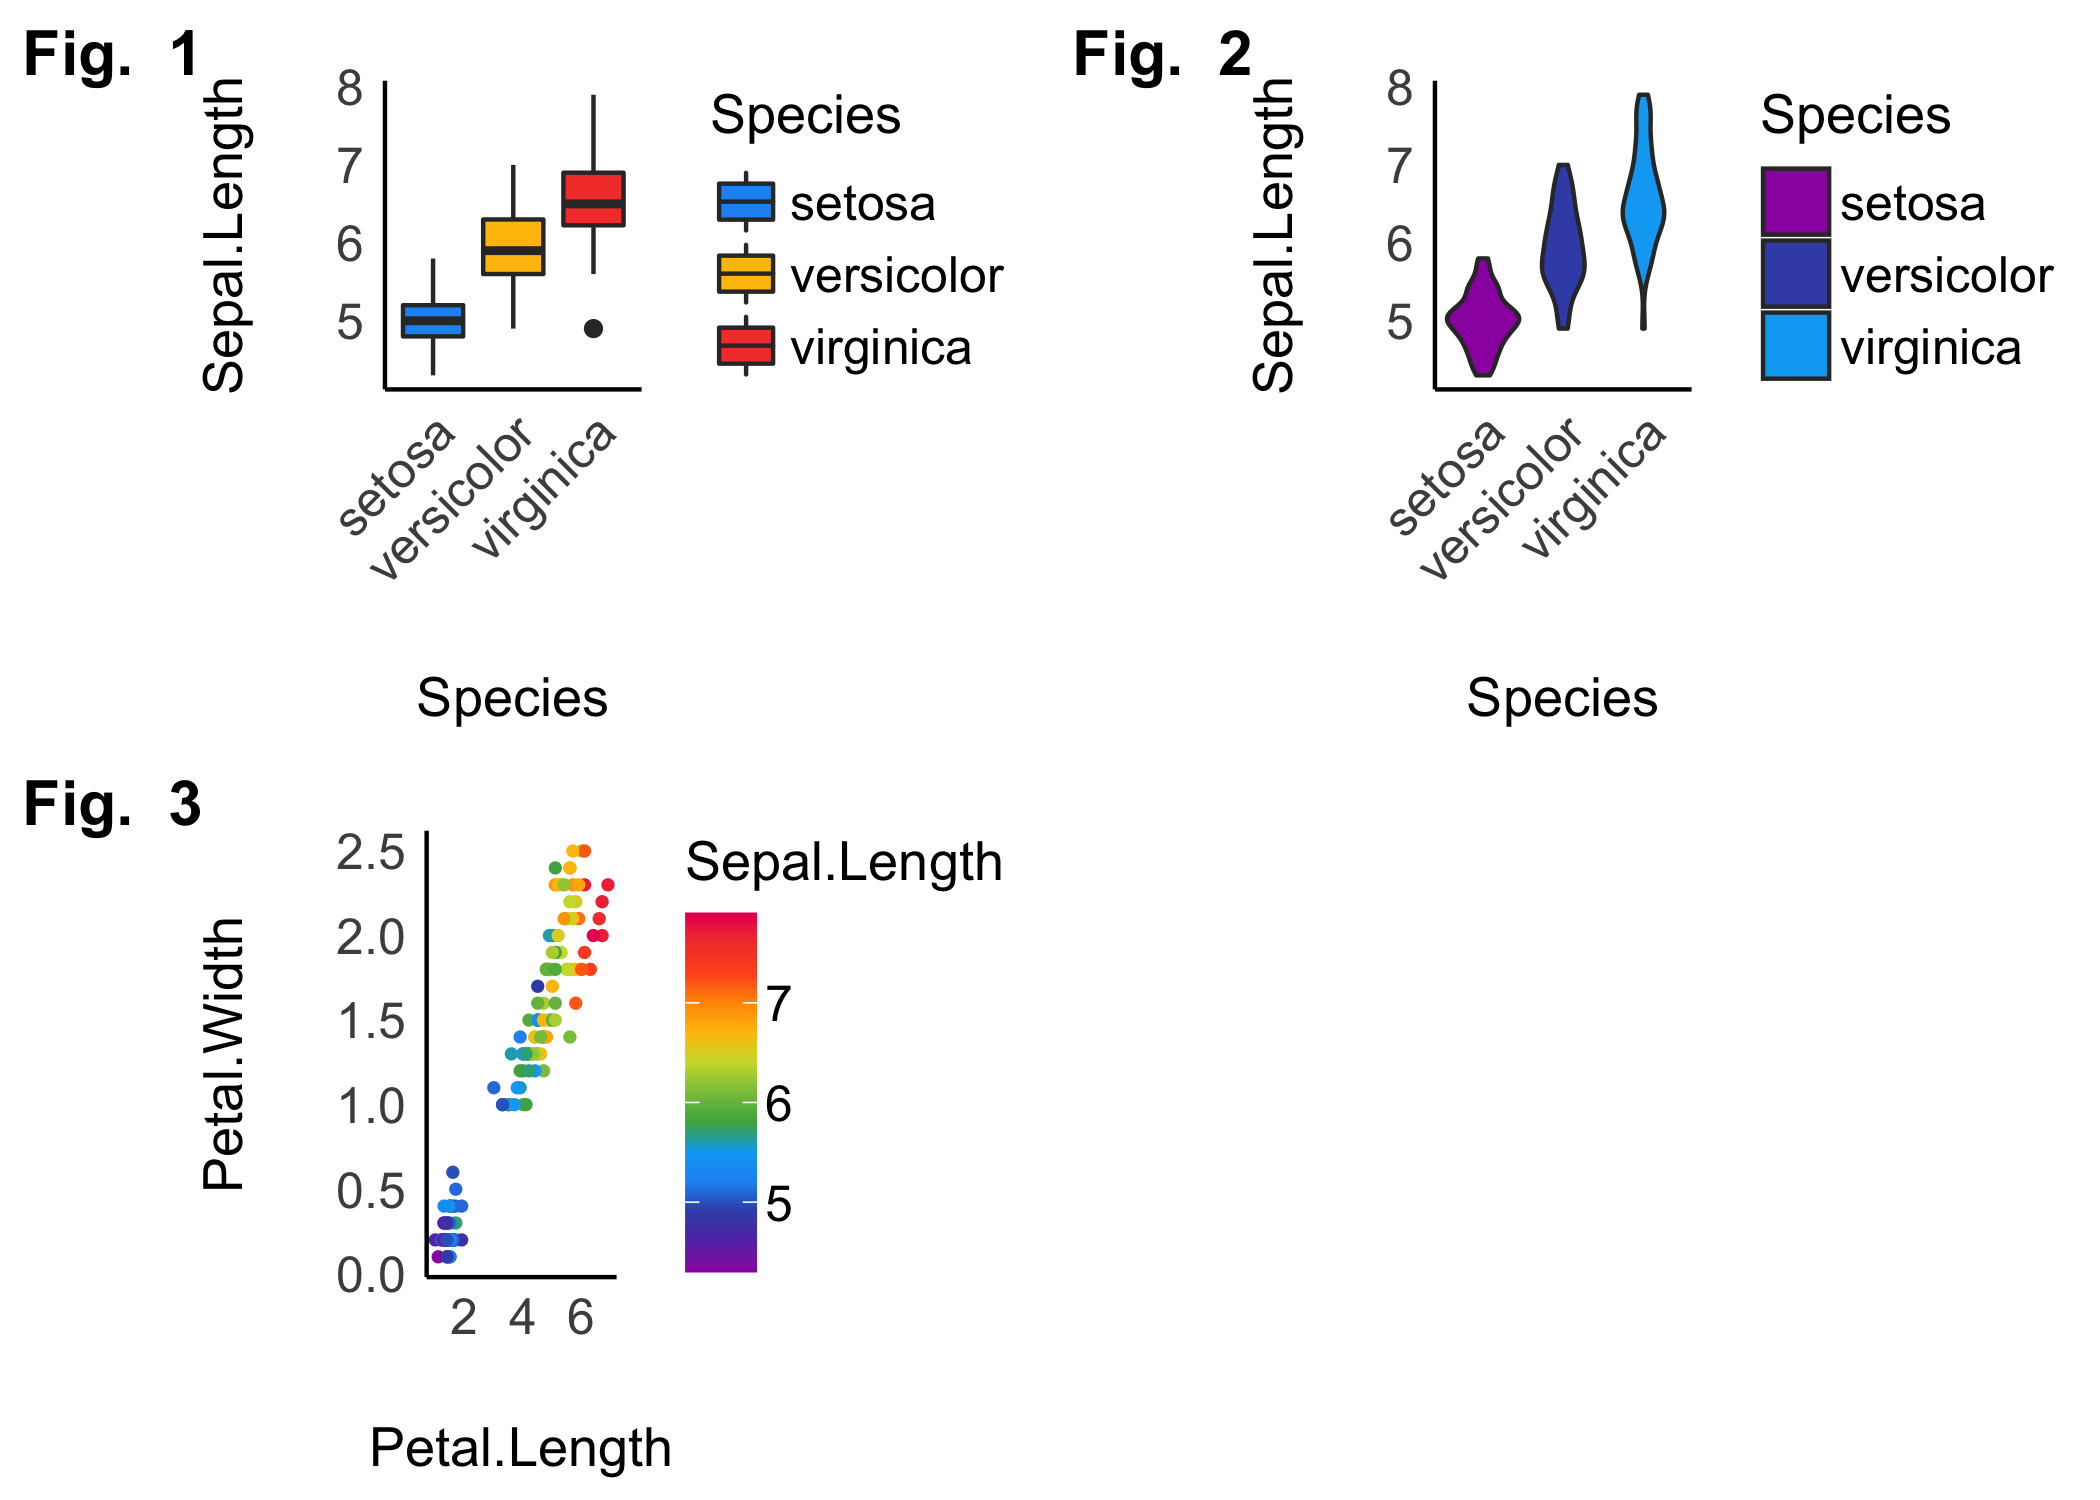 Fig. 1
Sepal.Length
8
7
6
5
setosa
versicolor
virginica
Species
Species
setosa
versicolor
virginica
Fig. 2
Sepal.Length
8
7
6
5
setosa
versicolor
virginica
Species
Species
setosa
versicolor
virginica
Fig. 3
Petal.Width
2.5
2.0
1.5
1.0
0.5
0.0
2 4 6
Petal.Length
Sepal.Length
7
6
5